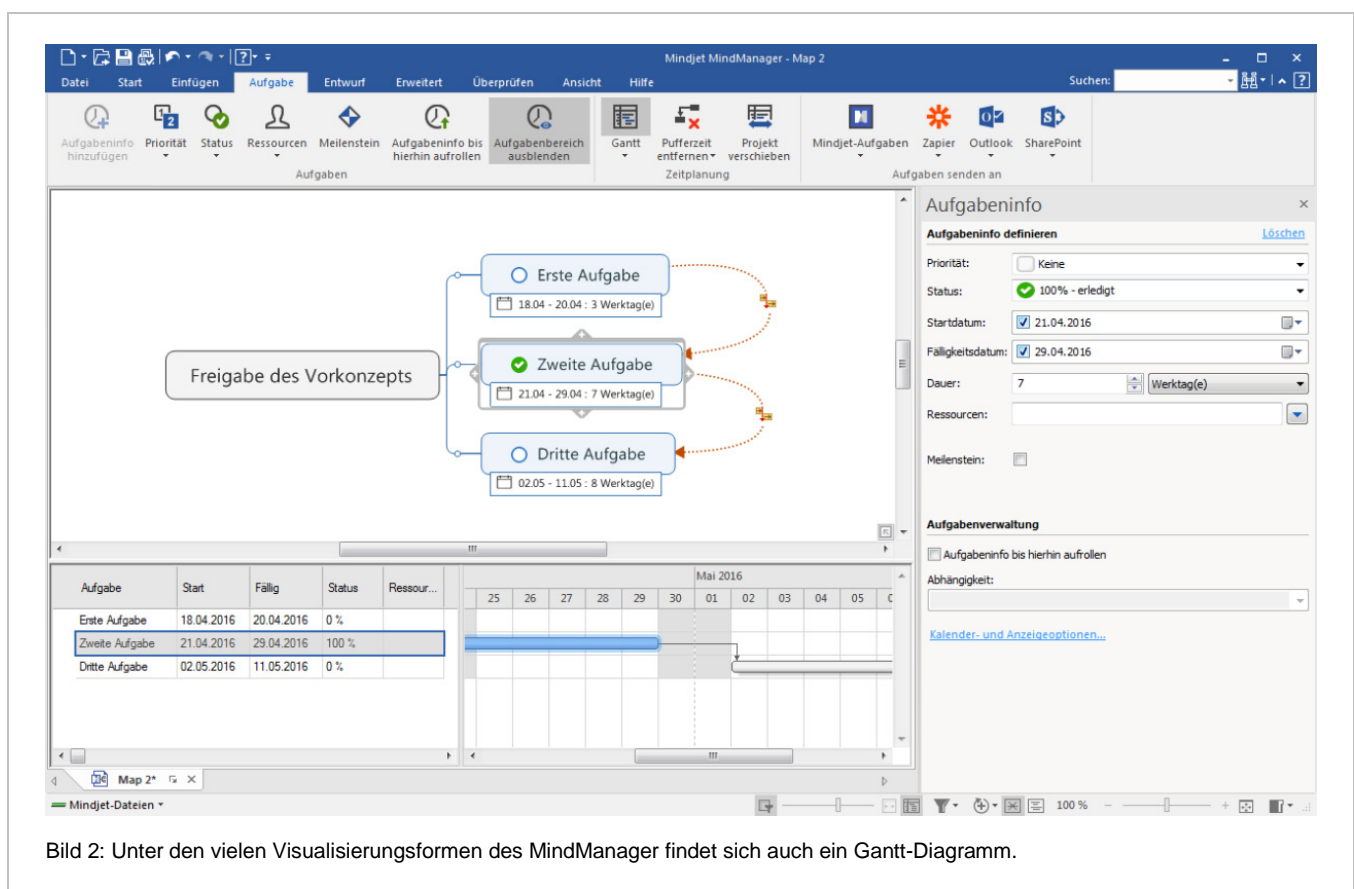 Mindjet MindManager - Map 2
Datei Start Einfügen Aufgabe Entwurf Erweitert Überprüfen Ansicht Hilfe Suchen:
Aufgabeninfo hinzufügen
Priorität
Status
Ressourcen
Meilenstein
Aufgabeninfo bis hierhin aufrollen
Aufgabenbereich ausblenden
Gantt
Pufferzeit entfernen
Projekt verschieben
Mindjet-Aufgaben
Zapier
Outlook
SharePoint
Aufgaben Zeitplanung Aufgaben senden an
Freigabe des Vorkonzepts
Erste Aufgabe
18.04 - 20.04 : 3 Werktag(e)
Zweite Aufgabe
21.04 - 29.04 : 7 Werktag(e)
Dritte Aufgabe
02.05 - 11.05 : 8 Werktag(e)
Aufgabeninfo
Aufgabeninfo definieren Löschen
Priorität: Keine
Status: 100% - erledigt
Startdatum: 21.04.2016
Fälligkeitsdatum: 29.04.2016
Dauer: 7 Werktag(e)
Ressourcen:
Meilenstein:
Aufgabenverwaltung
Aufgabeninfo bis hierhin aufrollen
Abhängigkeit:
Kalender- und Anzeigeoptionen...
Aufgabe Start Fällig Status Ressour...
Erste Aufgabe 18.04.2016 20.04.2016 0 %
Zweite Aufgabe 21.04.2016 29.04.2016 100 %
Dritte Aufgabe 02.05.2016 11.05.2016 0 %
Mai 2016
25 26 27 28 29 30 01 02 03 04 05
Map 2*
Mindjet-Dateien 100 %
Bild 2: Unter den vielen Visualisierungsformen des MindManager findet sich auch ein Gantt-Diagramm.